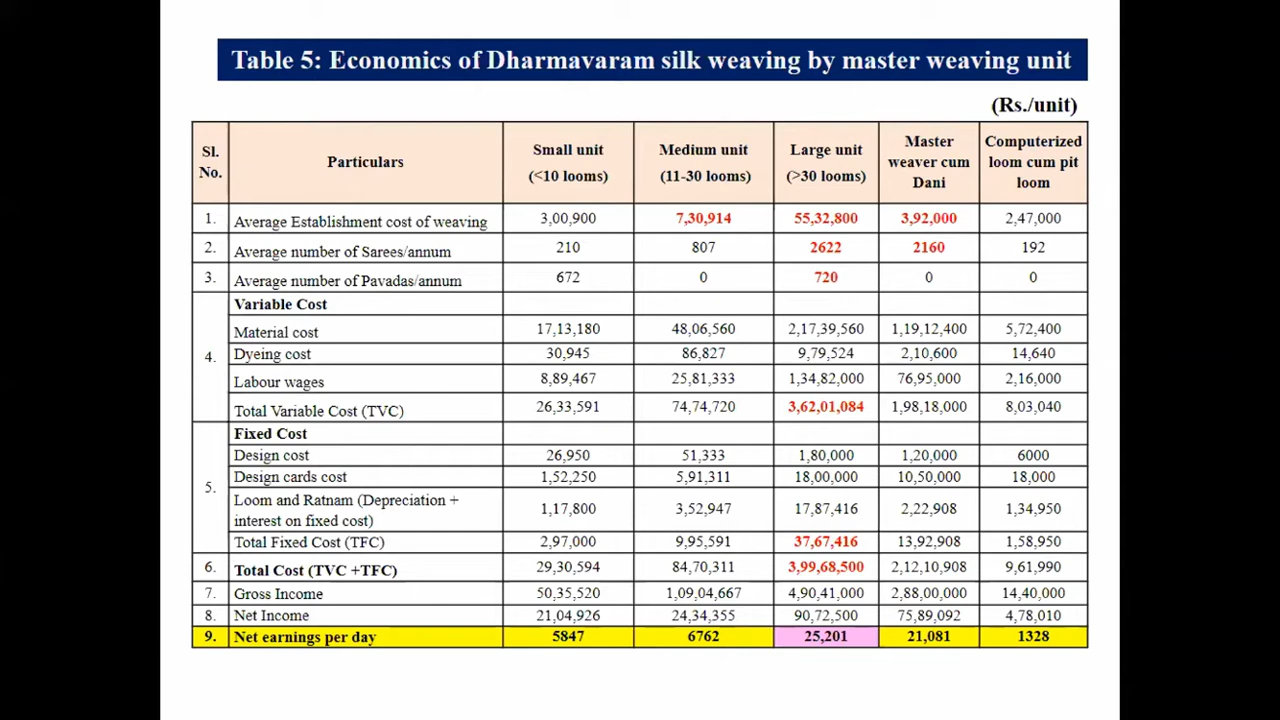 Table 5: Economics of Dharmavaram silk weaving by master weaving unit
(Rs./unit)
Sl. No. Particulars Small unit (<10 looms) Medium unit (11-30 looms) Large unit (>30 looms) Master weaver cum Dani Computerized loom cum pit loom
1. Average Establishment cost of weaving 3,00,900 7,30,914 55,32,800 3,92,000 2,47,000
2. Average number of Sarees/annum 210 807 2622 2160 192
3. Average number of Pavadas/annum 672 0 720 0 0
4. Variable Cost
Material cost 17,13,180 48,06,560 2,17,39,560 1,19,12,400 5,72,400
Dyeing cost 30,945 86,827 9,79,524 2,10,600 14,640
Labour wages 8,89,467 25,81,333 1,34,82,000 76,95,000 2,16,000
Total Variable Cost (TVC) 26,33,591 74,74,720 3,62,01,084 1,98,18,000 8,03,040
5. Fixed Cost
Design cost 26,950 51,333 1,80,000 1,20,000 6000
Design cards cost 1,52,250 5,91,311 18,00,000 10,50,000 18,000
Loom and Ratnam (Depreciation + interest on fixed cost) 1,17,800 3,52,947 17,87,416 2,22,908 1,34,950
Total Fixed Cost (TFC) 2,97,000 9,95,591 37,67,416 13,92,908 1,58,950
6. Total Cost (TVC +TFC) 29,30,594 84,70,311 3,99,68,500 2,12,10,908 9,61,990
7. Gross Income 50,35,520 1,09,04,667 4,90,41,000 2,88,00,000 14,40,000
8. Net Income 21,04,926 24,34,355 90,72,500 75,89,092 4,78,010
9. Net earnings per day 5847 6762 25,201 21,081 1328